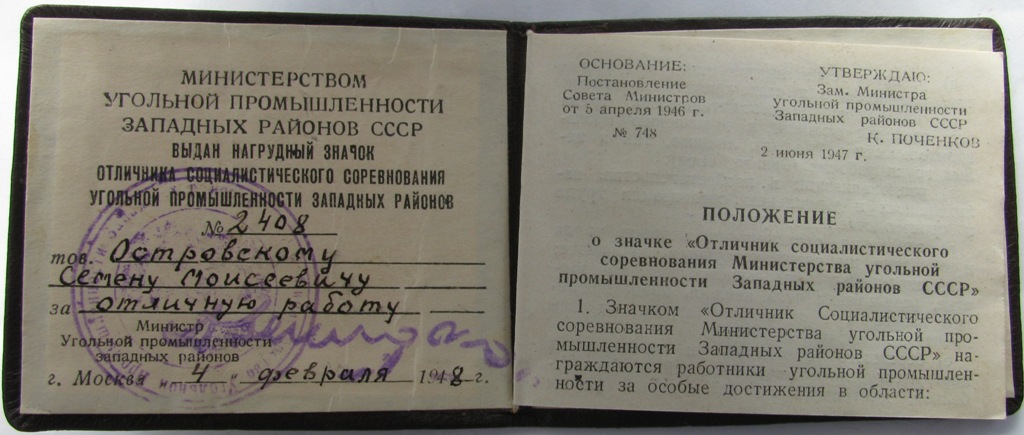 МИНИСТЕРСТВОМ
УГОЛЬНОЙ ПРОМЫШЛЕННОСТИ
ЗАПАДНЫХ РАЙОНОВ СССР
ВЫДАН НАГРУДНЫЙ ЗНАЧОК
ОТЛИЧНИКА СОЦИАЛИСТИЧЕСКОГО СОРЕВНОВАНИЯ
УГОЛЬНОЙ ПРОМЫШЛЕННОСТИ ЗАПАДНЫХ РАЙОНОВ
№ 2408
тов. Островскому
Семену Моисеевичу
за отличную работу
Министр
Угольной промышленности
западных районов
г. Москва 4 „ февраля 1948 г.
ОСНОВАНИЕ:
Постановление
Совета Министров
от 5 апреля 1946 г.
№ 748
УТВЕРЖДАЮ:
Зам. Министра
угольной промышленности
Западных районов СССР
К. ПОЧЕНКОВ
2 июня 1947 г.
ПОЛОЖЕНИЕ
о значке «Отличник социалистического
соревнования Министерства угольной
промышленности Западных районов СССР»
1. Значком «Отличник Социалистического
соревнования Министерства угольной про-
мышленности Западных районов СССР» на-
граждаются работники угольной промышлен-
ности за особые достижения в области: